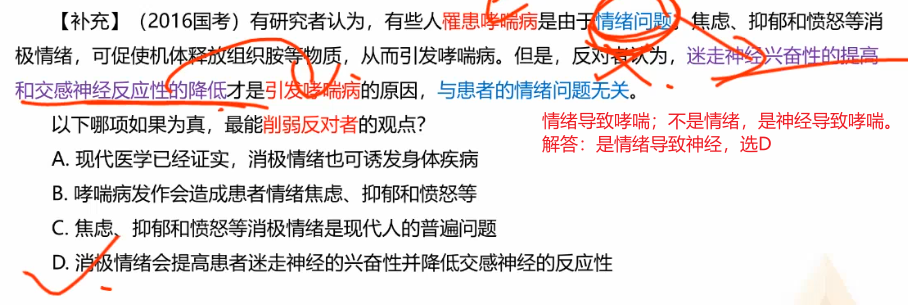 【补充】（2016国考）有研究者认为，有些人罹患哮喘病是由于情绪问题，焦虑、抑郁和愤怒等消
极情绪，可促使机体释放组织胺等物质，从而引发哮喘病。但是，反对者认为，迷走神经兴奋性的提高
和交感神经反应性的降低才是引发哮喘病的原因，与患者的情绪问题无关。
以下哪项如果为真，最能削弱反对者的观点？
情绪导致哮喘；不是情绪，是神经导致哮喘。
解答：是情绪导致神经，选D
A. 现代医学已经证实，消极情绪也可诱发身体疾病
B. 哮喘病发作会造成患者情绪焦虑、抑郁和愤怒等
C. 焦虑、抑郁和愤怒等消极情绪是现代人的普遍问题
D. 消极情绪会提高患者迷走神经的兴奋性并降低交感神经的反应性